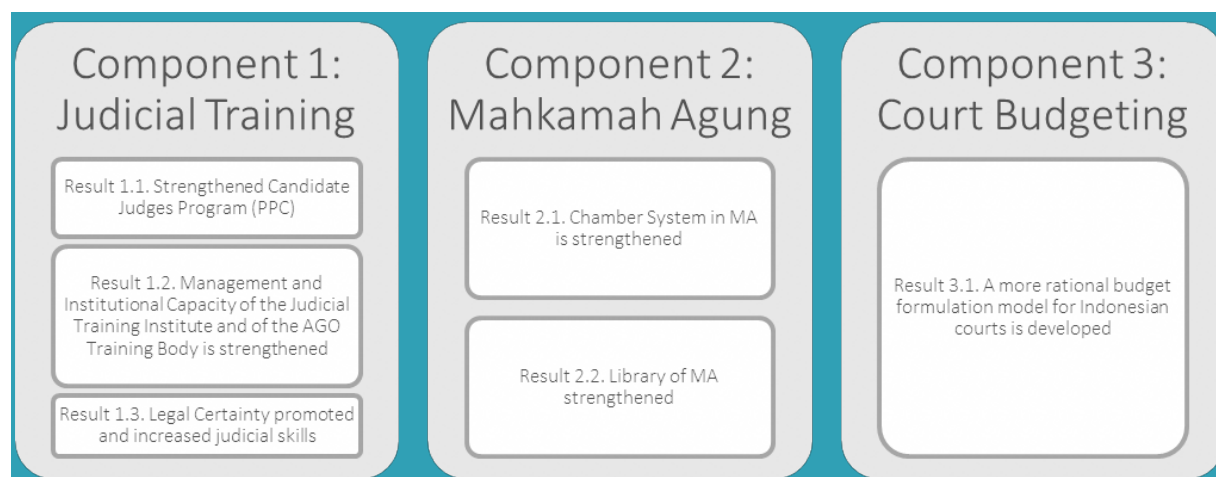 Component 1:
Judicial Training
Result 1.1. Strengthened Candidate
Judges Program (PPC)
Result 1.2. Management and
Institutional Capacity of the Judicial
Training Institute and of the AGO
Training Body is strengthened
Result 1.3. Legal Certainty promoted
and increased judicial skills
Component 2:
Mahkamah Agung
Result 2.1. Chamber System in MA
is strengthened
Result 2.2. Library of MA
strengthened
Component 3:
Court Budgeting
Result 3.1. A more rational budget
formulation model for Indonesian
courts is developed